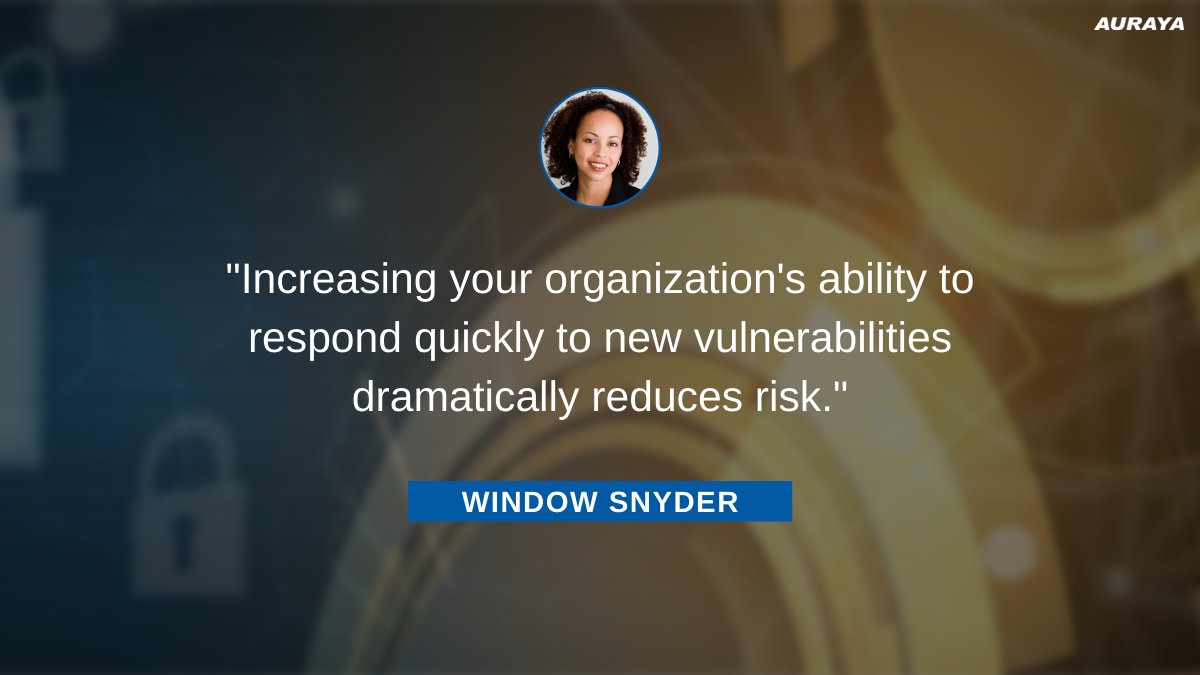 AURAYA
"Increasing your organization's ability to
respond quickly to new vulnerabilities
dramatically reduces risk."
WINDOW SNYDER